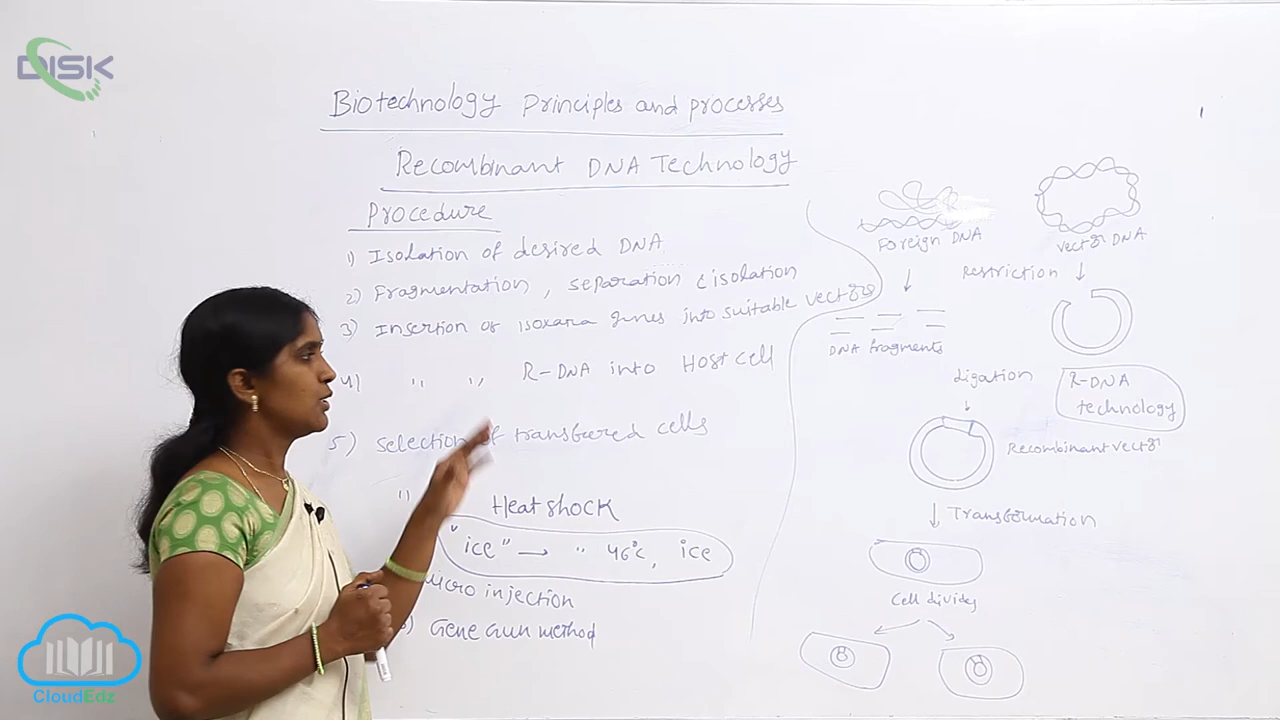 DISK
Biotechnology principles and processes
Recombinant DNA Technology
Procedure
1) Isolation of desired DNA
2) Fragmentation, separation & isolation
3) Insertion of genes into suitable vectors
4) " " R-DNA into Host cell
5) Selection of transfered cells
" Heat shock
"ice" → " 46°c, ice
micro injection
Gene Gun method
Foreign DNA
vector DNA
Restriction
DNA fragments
Ligation
R-DNA
technology
Recombinant vector
Transformation
Cell divides
CloudEdz